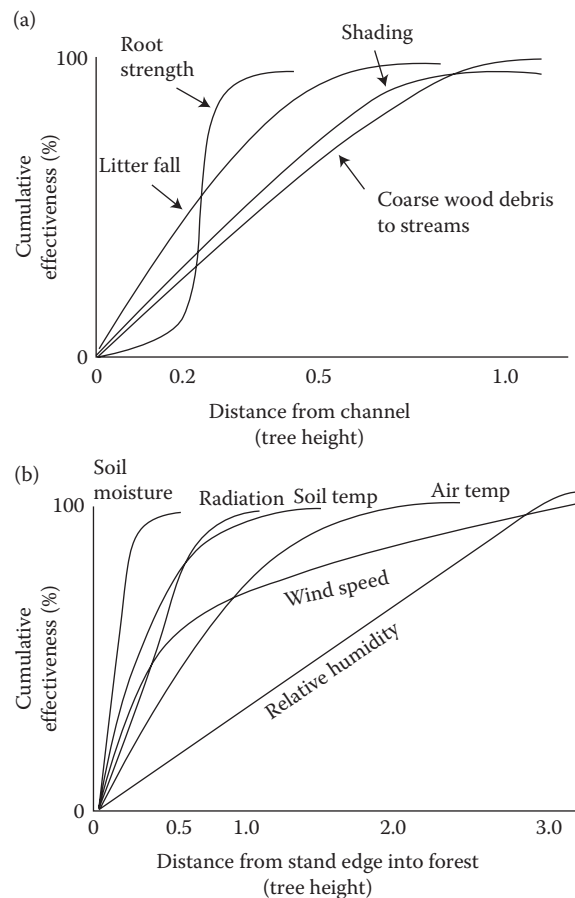 (a)
Root
strength
Shading
100
Litter fall
Cumulative
effectiveness (%)
Coarse wood debris
to streams
0
0 0.2 0.5 1.0
Distance from channel
(tree height)
(b)
Soil
moisture
Radiation Soil temp Air temp
100
Wind speed
Cumulative
effectiveness (%)
Relative humidity
0
0 0.5 1.0 2.0 3.0
Distance from stand edge into forest
(tree height)